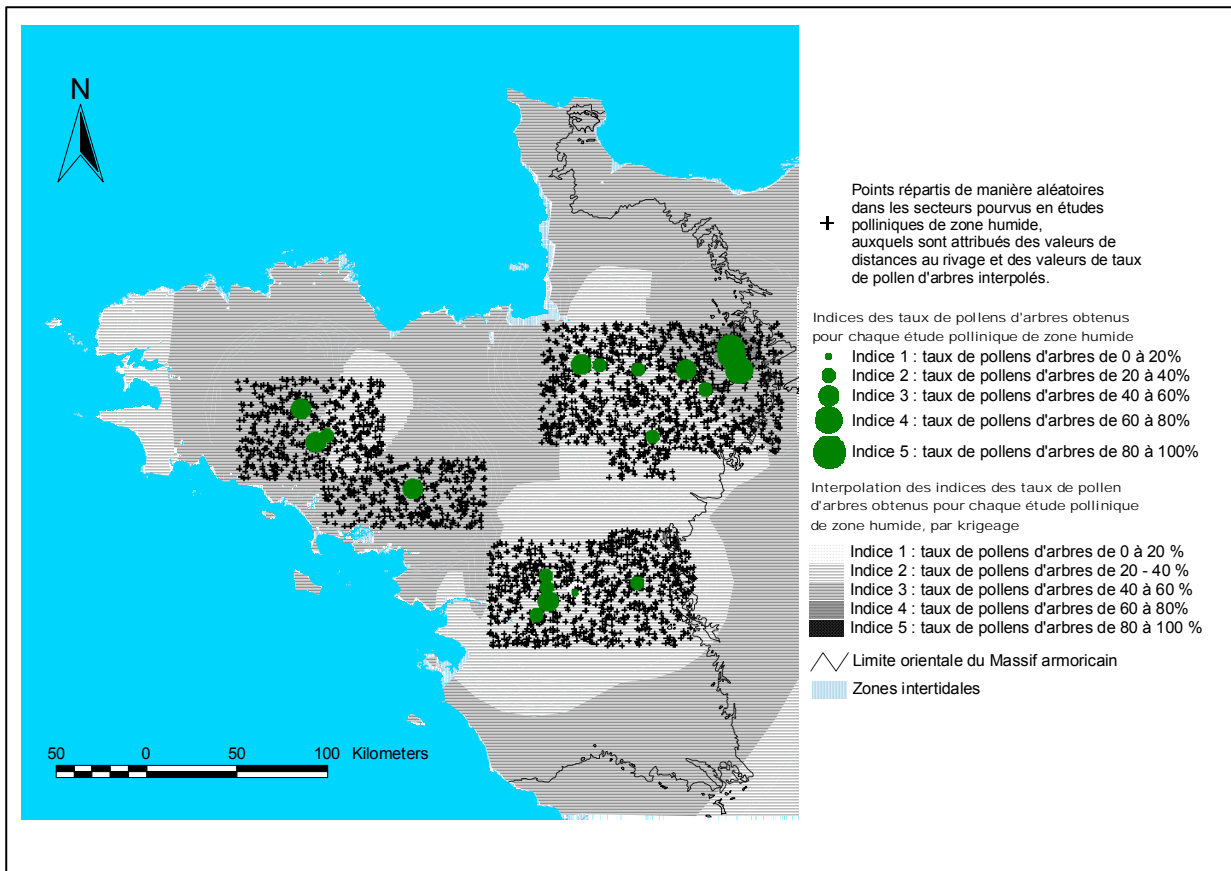 N
50 0 50 100 Kilometers
Points répartis de manière aléatoires
dans les secteurs pourvus en études
polliniques de zone humide,
auxquels sont attribués des valeurs de
distances au rivage et des valeurs de taux
de pollen d'arbres interpolés.
Indices des taux de pollens d'arbres obtenus
pour chaque étude pollinique de zone humide
Indice 1 : taux de pollens d'arbres de 0 à 20%
Indice 2 : taux de pollens d'arbres de 20 à 40%
Indice 3 : taux de pollens d'arbres de 40 à 60%
Indice 4 : taux de pollens d'arbres de 60 à 80%
Indice 5 : taux de pollens d'arbres de 80 à 100%
Interpolation des indices des taux de pollen
d'arbres obtenus pour chaque étude pollinique
de zone humide, par krigeage
Indice 1 : taux de pollens d'arbres de 0 à 20 %
Indice 2 : taux de pollens d'arbres de 20 - 40 %
Indice 3 : taux de pollens d'arbres de 40 à 60 %
Indice 4 : taux de pollens d'arbres de 60 à 80%
Indice 5 : taux de pollens d'arbres de 80 à 100 %
Limite orientale du Massif armoricain
Zones intertidales